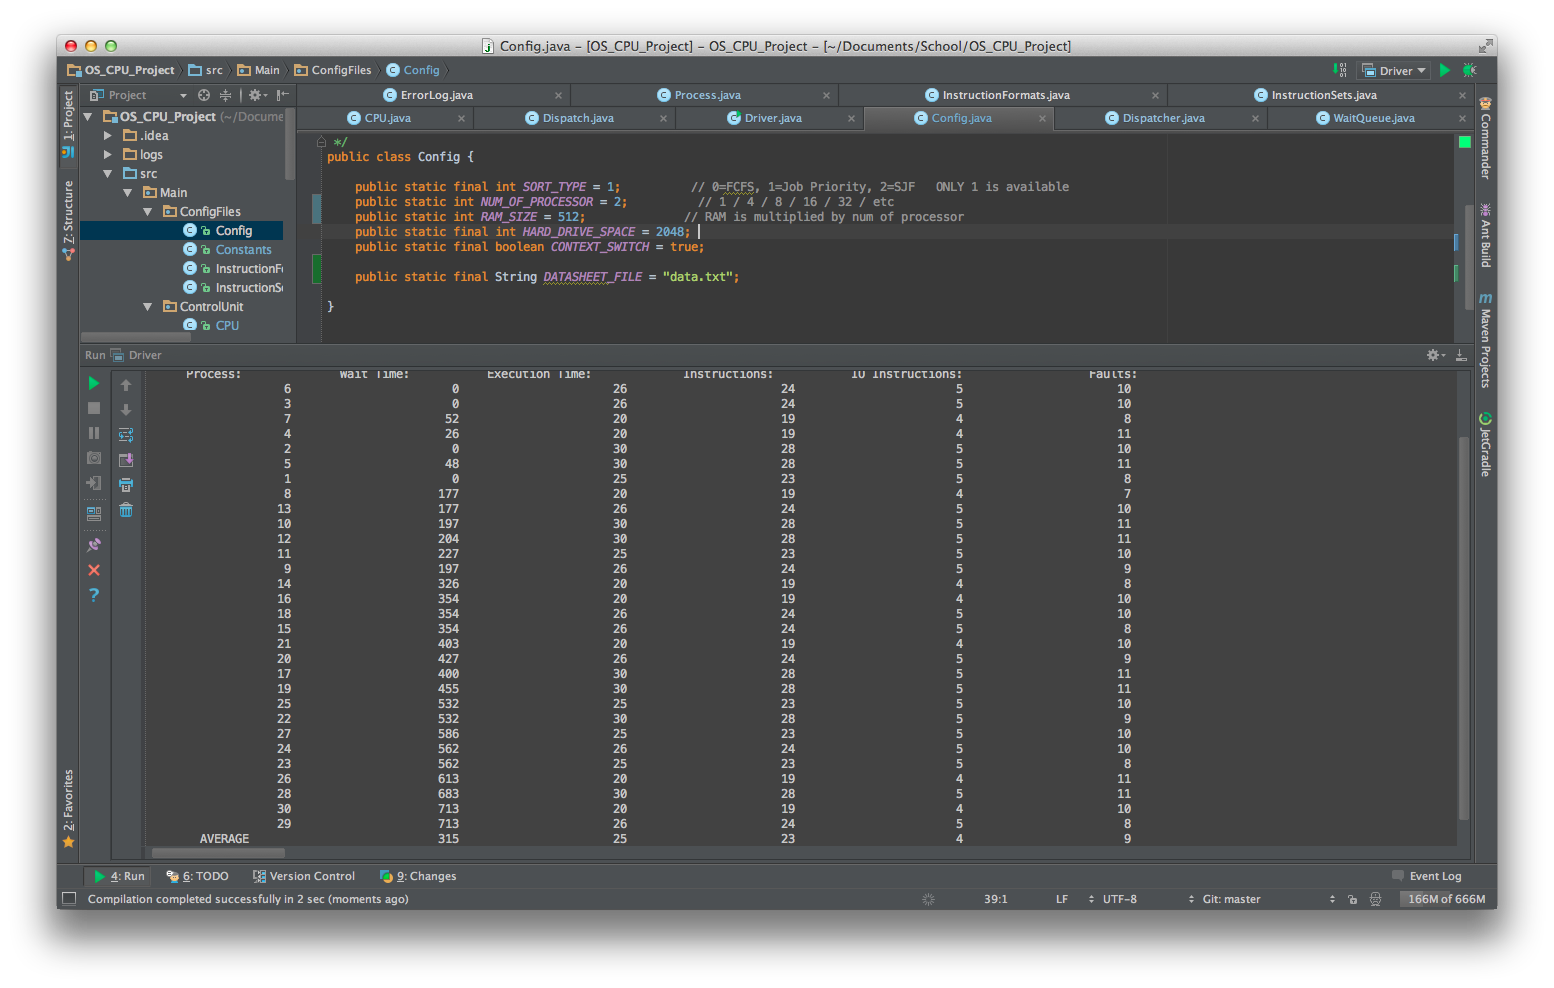 Config.java – [OS_CPU_Project] – OS_CPU_Project – [~/Documents/School/OS_CPU_Project]
OS_CPU_Project src Main ConfigFiles Config Driver
Project
ErrorLog.java Process.java InstructionFormats.java InstructionSets.java
CPU.java Dispatch.java Driver.java Config.java Dispatcher.java WaitQueue.java
1: Project
Z: Structure
2: Favorites
OS_CPU_Project (~/Docume
.idea
logs
src
Main
ConfigFiles
Config
Constants
InstructionFo
InstructionSe
ControlUnit
CPU
*/
public class Config {
public static final int SORT_TYPE = 1; // 0=FCFS, 1=Job Priority, 2=SJF ONLY 1 is available
public static int NUM_OF_PROCESSOR = 2; // 1 / 4 / 8 / 16 / 32 / etc
public static int RAM_SIZE = 512; // RAM is multiplied by num of processor
public static final int HARD_DRIVE_SPACE = 2048;
public static final boolean CONTEXT_SWITCH = true;
public static final String DATASHEET_FILE = "data.txt";
}
Commander
Ant Build
m Maven Projects
JetGradle
Run Driver
Process: Wait Time: Execution Time: Instructions: IO Instructions: Faults:
6 0 26 24 5 10
3 0 26 24 5 10
7 52 20 19 4 8
4 26 20 19 4 11
2 0 30 28 5 10
5 48 30 28 5 11
1 0 25 23 5 8
8 177 20 19 4 7
13 177 26 24 5 10
10 197 30 28 5 11
12 204 30 28 5 11
11 227 25 23 5 10
9 197 26 24 5 9
14 326 20 19 4 8
16 354 20 19 4 10
18 354 26 24 5 10
15 354 26 24 5 8
21 403 20 19 4 10
20 427 26 24 5 9
17 400 30 28 5 11
19 455 30 28 5 11
25 532 25 23 5 10
22 532 30 28 5 9
27 586 25 23 5 10
24 562 26 24 5 10
23 562 25 23 5 8
26 613 20 19 4 11
28 683 30 28 5 11
30 713 20 19 4 10
29 713 26 24 5 8
AVERAGE 315 25 23 4 9
4: Run 6: TODO Version Control 9: Changes Event Log
Compilation completed successfully in 2 sec (moments ago) 39:1 LF UTF-8 Git: master 166M of 666M